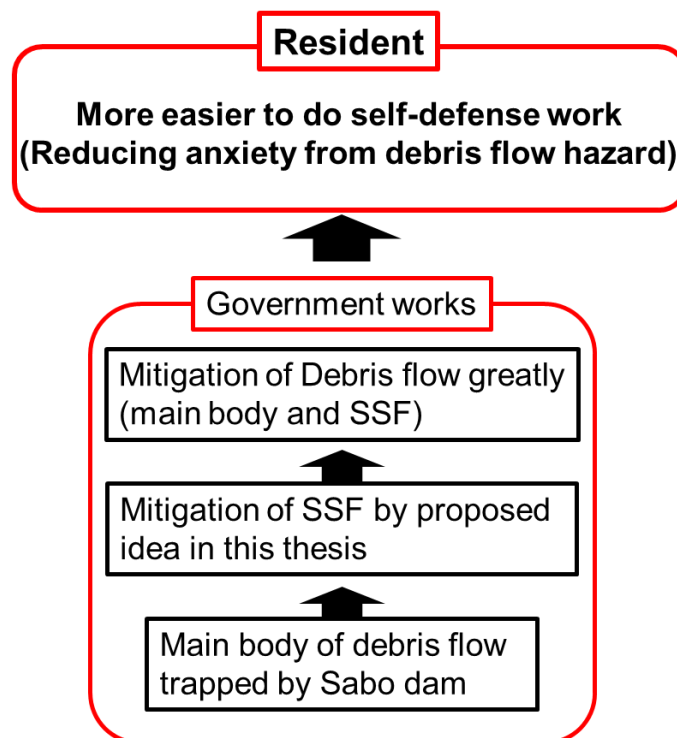 Resident
More easier to do self-defense work
(Reducing anxiety from debris flow hazard)
Government works
Mitigation of Debris flow greatly
(main body and SSF)
Mitigation of SSF by proposed
idea in this thesis
Main body of debris flow
trapped by Sabo dam